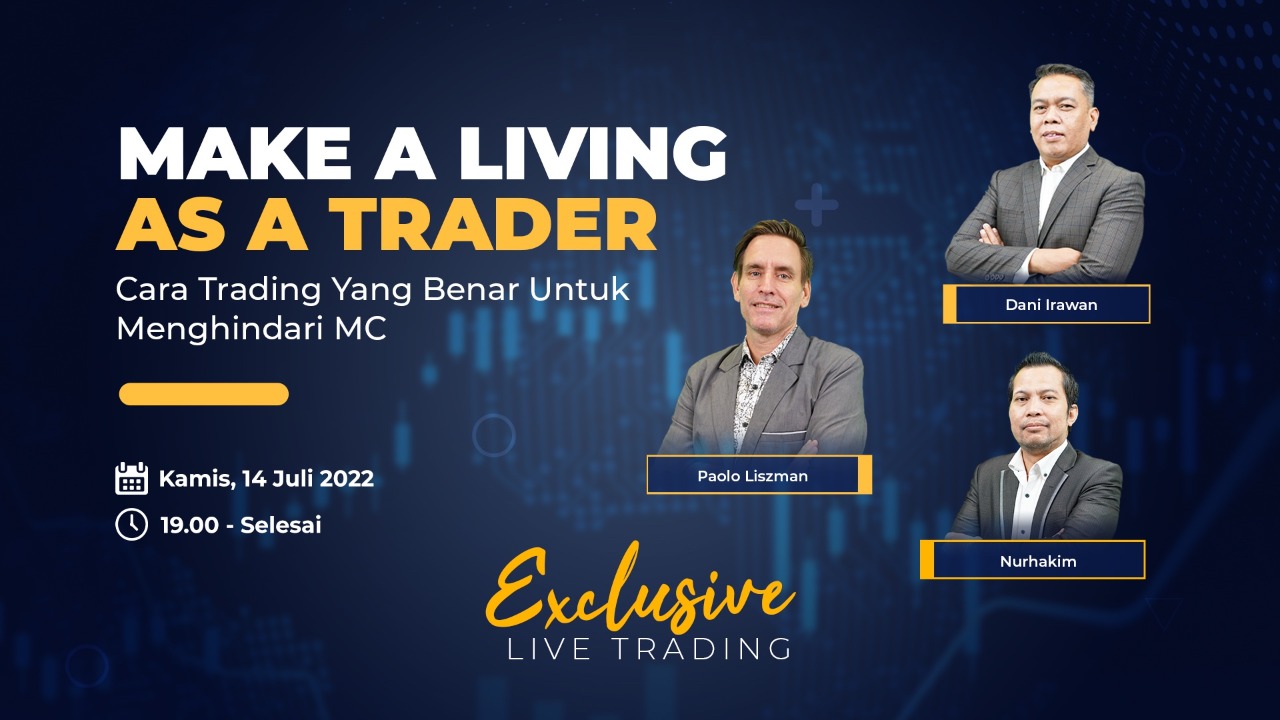 MAKE A LIVING
AS A TRADER
Cara Trading Yang Benar Untuk
Menghindari MC
Kamis, 14 Juli 2022
19.00 - Selesai
Dani Irawan
Paolo Liszman
Nurhakim
Exclusive
LIVE TRADING